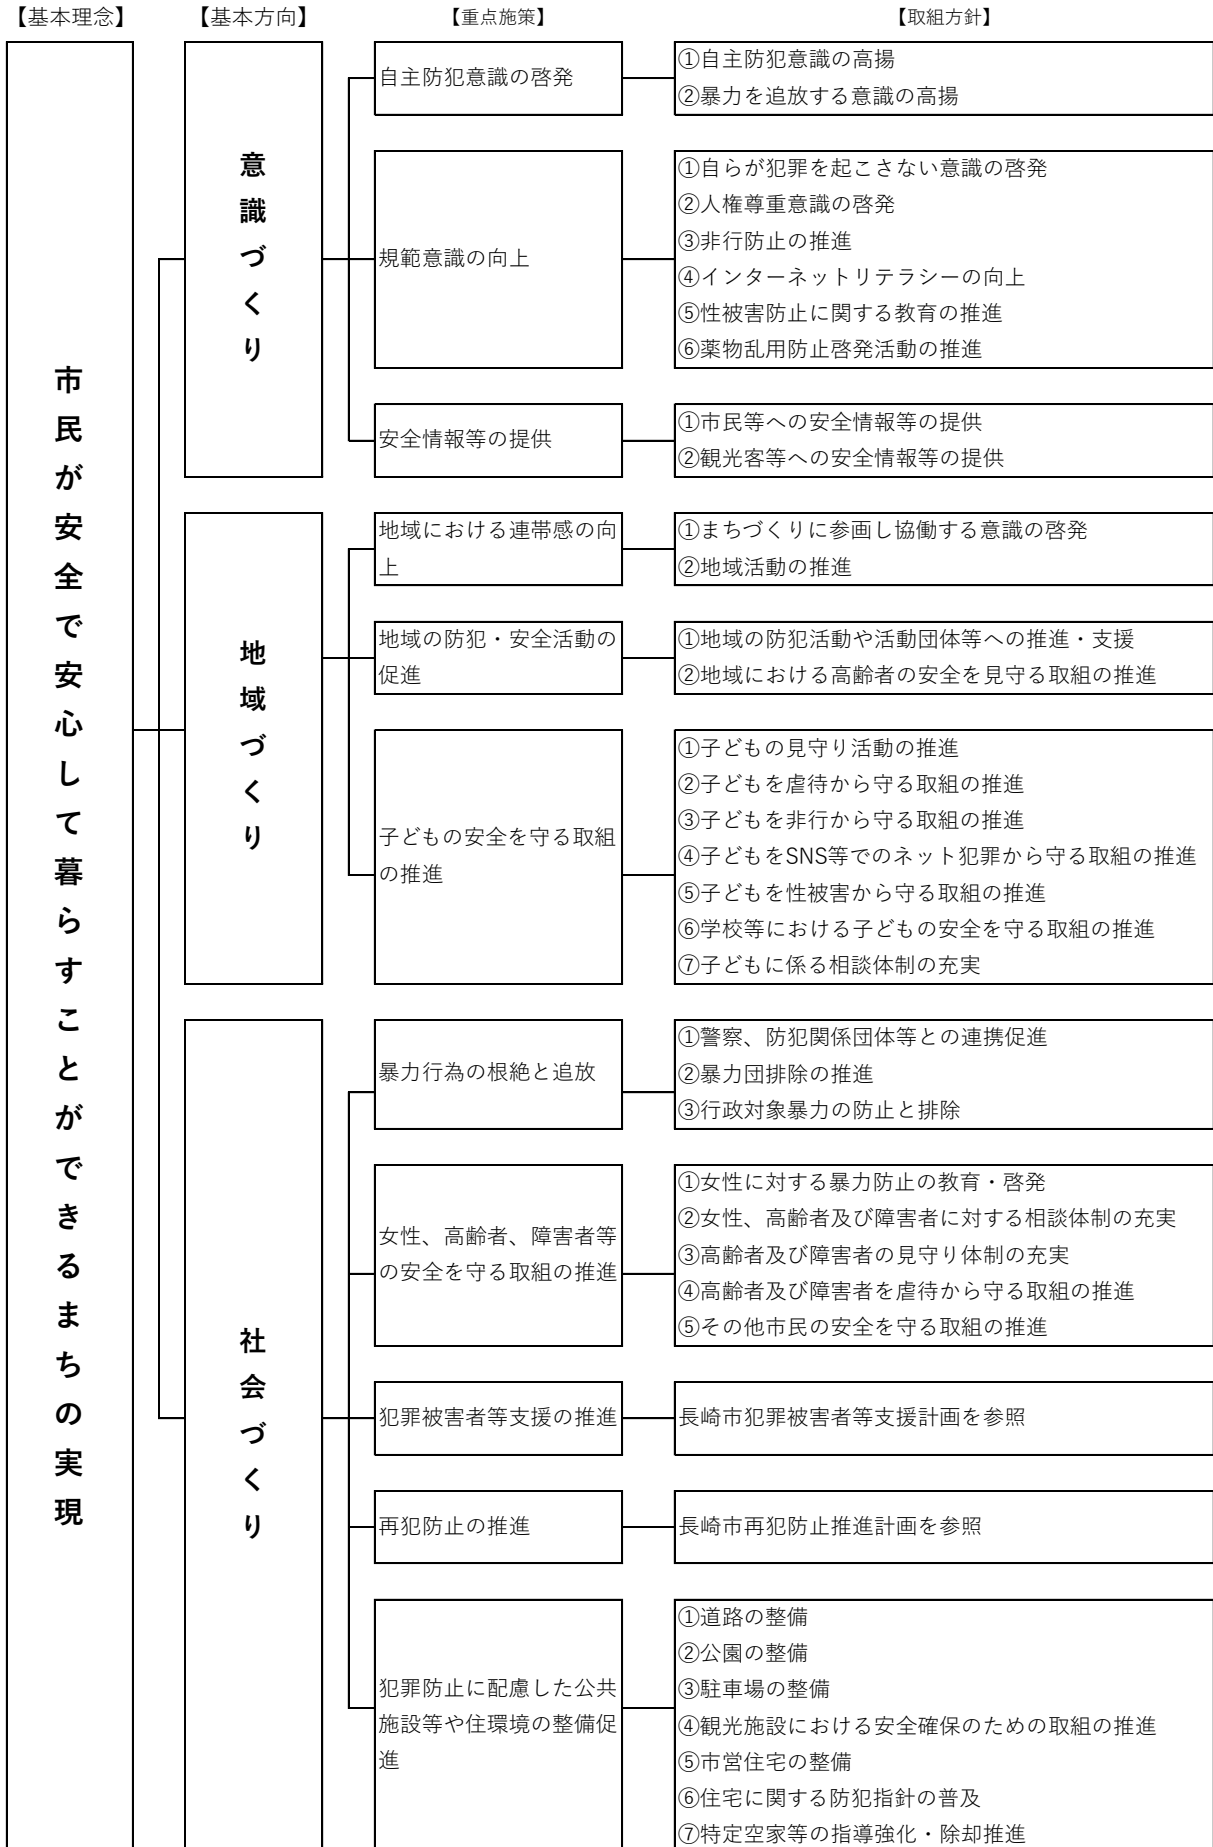 【基本理念】
【基本方向】
【重点施策】
【取組方針】
市民が安全で安心して暮らすことができるまちの実現
意識づくり
自主防犯意識の啓発
①自主防犯意識の高揚
②暴力を追放する意識の高揚
規範意識の向上
①自らが犯罪を起こさない意識の啓発
②人権尊重意識の啓発
③非行防止の推進
④インターネットリテラシーの向上
⑤性被害防止に関する教育の推進
⑥薬物乱用防止啓発活動の推進
安全情報等の提供
①市民等への安全情報等の提供
②観光客等への安全情報等の提供
地域づくり
地域における連帯感の向
上
①まちづくりに参画し協働する意識の啓発
②地域活動の推進
地域の防犯・安全活動の
促進
①地域の防犯活動や活動団体等への推進・支援
②地域における高齢者の安全を見守る取組の推進
子どもの安全を守る取組
の推進
①子どもの見守り活動の推進
②子どもを虐待から守る取組の推進
③子どもを非行から守る取組の推進
④子どもをSNS等でのネット犯罪から守る取組の推進
⑤子どもを性被害から守る取組の推進
⑥学校等における子どもの安全を守る取組の推進
⑦子どもに係る相談体制の充実
社会づくり
暴力行為の根絶と追放
①警察、防犯関係団体等との連携促進
②暴力団排除の推進
③行政対象暴力の防止と排除
女性、高齢者、障害者等
の安全を守る取組の推進
①女性に対する暴力防止の教育・啓発
②女性、高齢者及び障害者に対する相談体制の充実
③高齢者及び障害者の見守り体制の充実
④高齢者及び障害者を虐待から守る取組の推進
⑤その他市民の安全を守る取組の推進
犯罪被害者等支援の推進
長崎市犯罪被害者等支援計画を参照
再犯防止の推進
長崎市再犯防止推進計画を参照
犯罪防止に配慮した公共
施設等や住環境の整備促
進
①道路の整備
②公園の整備
③駐車場の整備
④観光施設における安全確保のための取組の推進
⑤市営住宅の整備
⑥住宅に関する防犯指針の普及
⑦特定空家等の指導強化・除却推進